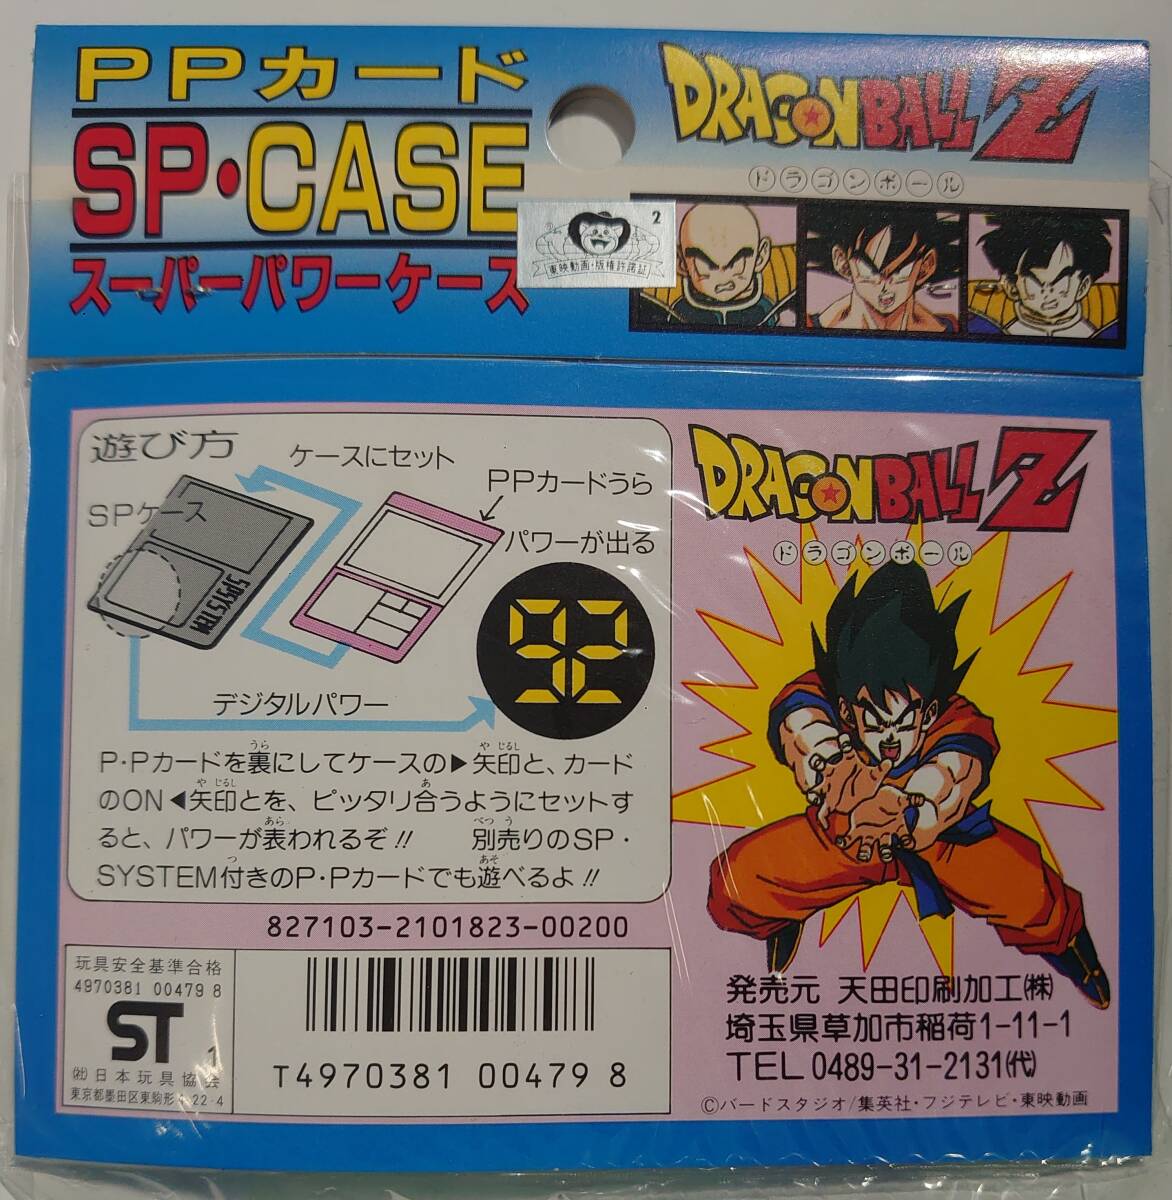 PPカード
SP・CASE
スーパーパワーケース
DRAGON BALL Z
ドラゴンボール
2
東映動画・版権許諾証
遊び方
ケースにセット
PPカードうら
SPケース
パワーが出る
SPSYSTEM
92
デジタルパワー
P・Pカードを裏にしてケースの▶矢印と、カード
のON◀矢印とを、ピッタリ合うようにセットす
ると、パワーが表われるぞ!! 別売りのSP・
SYSTEM付きのP・Pカードでも遊べるよ!!
827103-2101823-00200
玩具安全基準合格
4970381 00479 8
ST 1
㈳日本玩具協会
東京都墨田区東駒形4-22-4
T4970381 00479 8
DRAGON BALL Z
ドラゴンボール
発売元 天田印刷加工㈱
埼玉県草加市稲荷1-11-1
TEL 0489-31-2131㈹
©バードスタジオ/集英社・フジテレビ・東映動画